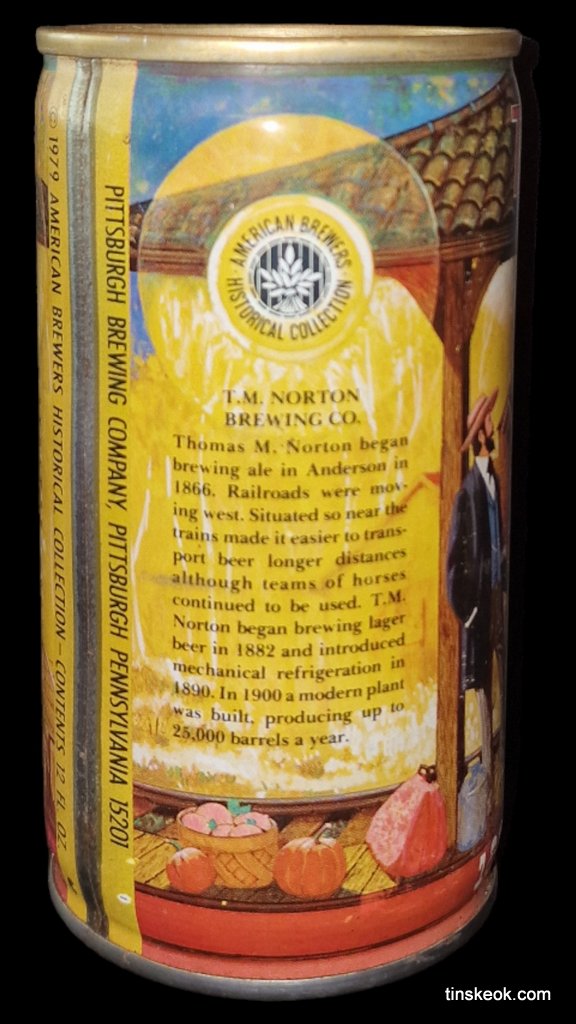 © 1979 AMERICAN BREWERS HISTORICAL COLLECTION – CONTENTS 12 FL. OZ.
PITTSBURGH BREWING COMPANY, PITTSBURGH PENNSYLVANIA 15201
AMERICAN BREWERS
HISTORICAL COLLECTION
T.M. NORTON
BREWING CO.
Thomas M. Norton began
brewing ale in Anderson in
1866. Railroads were mov-
ing west. Situated so near the
trains made it easier to trans-
port beer longer distances
although teams of horses
continued to be used. T.M.
Norton began brewing lager
beer in 1882 and introduced
mechanical refrigeration in
1890. In 1900 a modern plant
was built, producing up to
25,000 barrels a year.
tinskeok.com